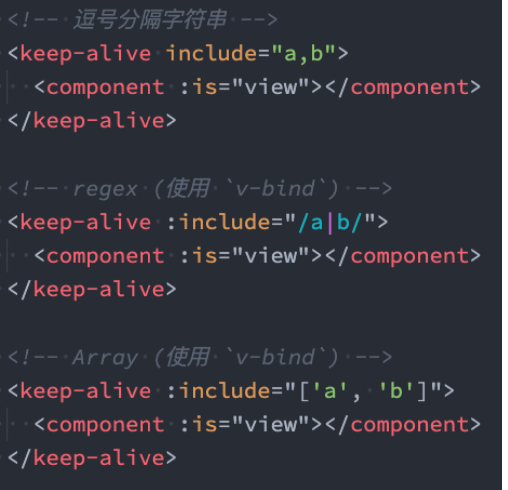 <!-- 逗号分隔字符串 -->
<keep-alive include="a,b">
  <component :is="view"></component>
</keep-alive>
<!-- regex (使用 `v-bind`) -->
<keep-alive :include="/a|b/">
  <component :is="view"></component>
</keep-alive>
<!-- Array (使用 `v-bind`) -->
<keep-alive :include="['a', 'b']">
  <component :is="view"></component>
</keep-alive>